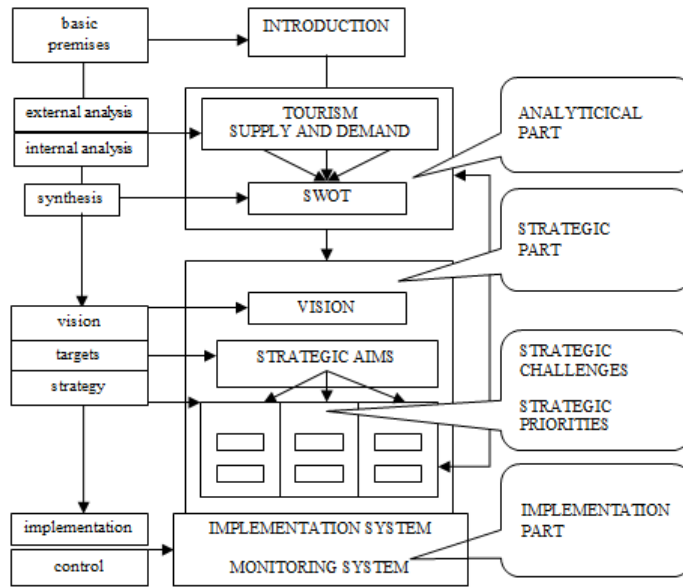 basic
premises
INTRODUCTION
external analysis
internal analysis
TOURISM
SUPPLY AND DEMAND
ANALYTICICAL
PART
synthesis
SWOT
STRATEGIC
PART
vision
VISION
targets
STRATEGIC AIMS
strategy
STRATEGIC
CHALLENGES
STRATEGIC
PRIORITIES
implementation
control
IMPLEMENTATION SYSTEM
MONITORING SYSTEM
IMPLEMENTATION
PART